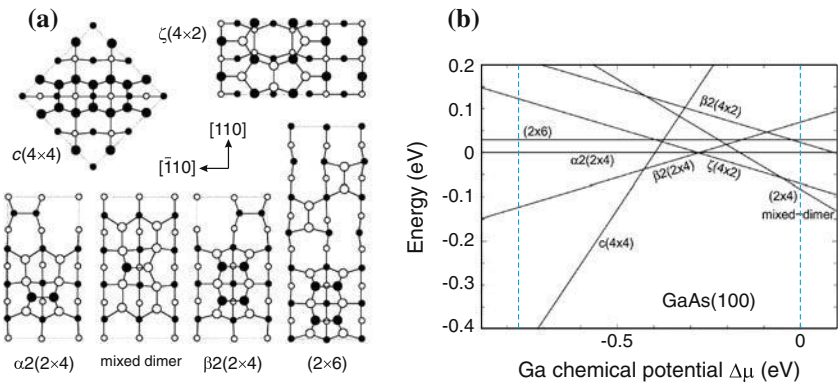 (a)
ζ(4×2)
c(4×4)
[110]
[1̄10]
α2(2×4)
mixed dimer
β2(2×4)
(2×6)
(b)
0.2
0.1
0
-0.1
-0.2
-0.3
-0.4
Energy (eV)
β2(4x2)
(2x6)
α2(2x4)
β2(2x4)
ζ(4x2)
(2x4)
mixed-dimer
c(4x4)
GaAs(100)
-0.5
0
Ga chemical potential Δμ (eV)